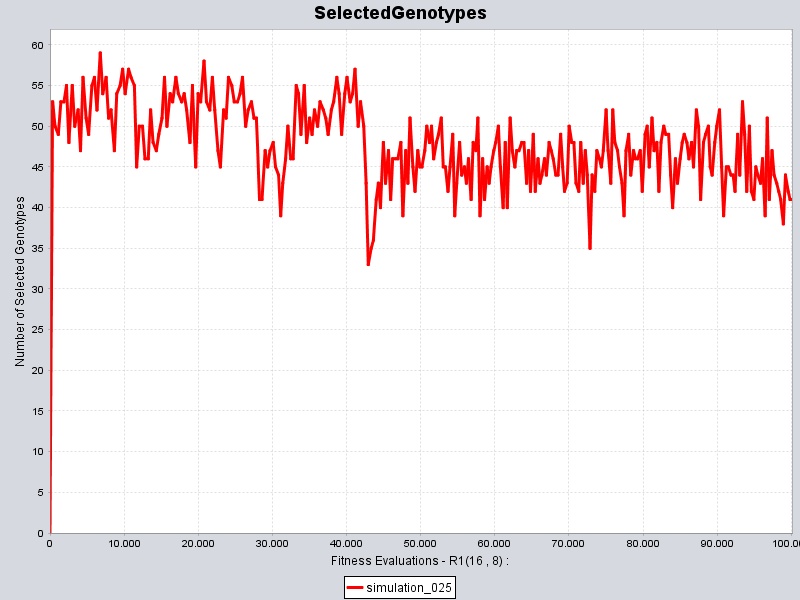 SelectedGenotypes
Number of Selected Genotypes
60
55
50
45
40
35
30
25
20
15
10
5
0
0 10.000 20.000 30.000 40.000 50.000 60.000 70.000 80.000 90.000 100.00
Fitness Evaluations - R1(16 , 8) :
simulation_025